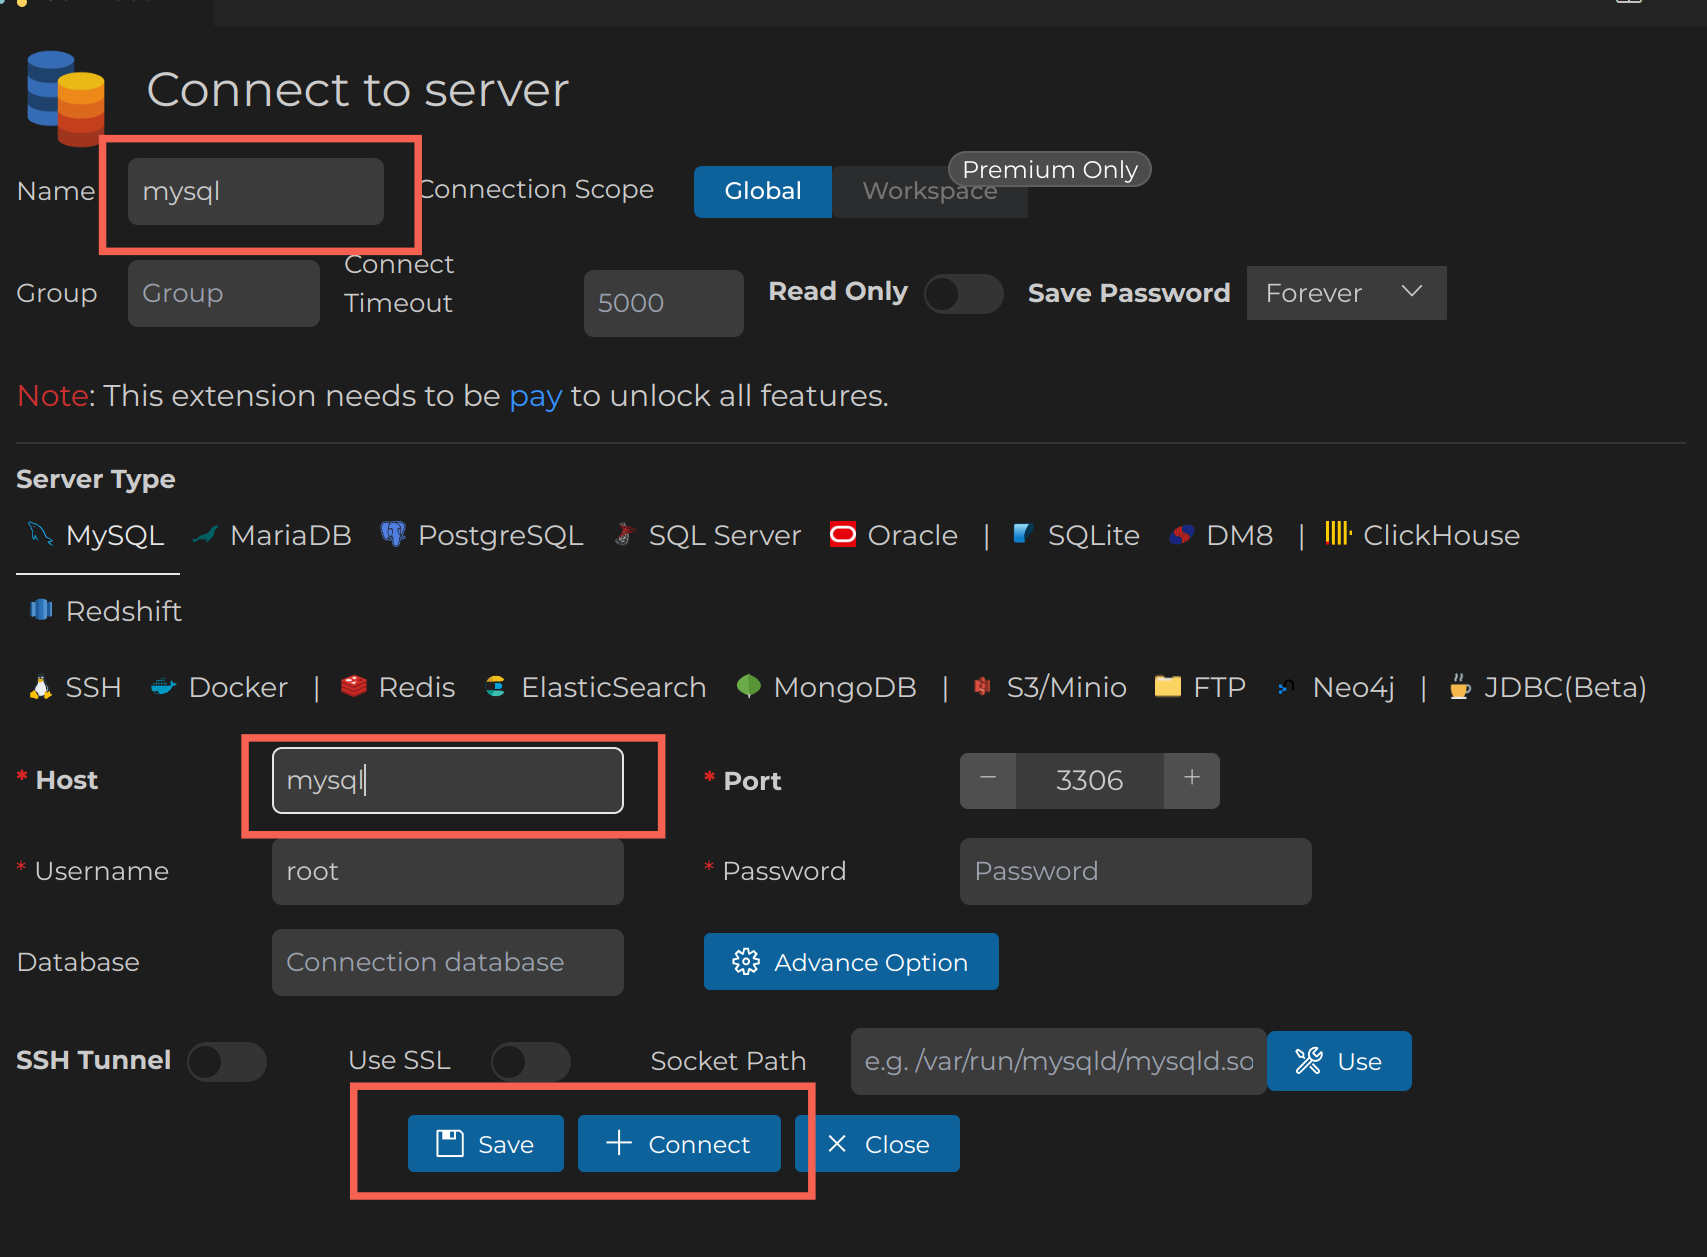 Connect to server
Premium Only
Name mysql Connection Scope Global Workspace
Group Group Connect Timeout 5000 Read Only Save Password Forever
Note: This extension needs to be pay to unlock all features.
Server Type
MySQL MariaDB PostgreSQL SQL Server Oracle | SQLite DM8 | ClickHouse
Redshift
SSH Docker | Redis ElasticSearch MongoDB | S3/Minio FTP Neo4j | JDBC(Beta)
* Host mysql * Port − 3306 +
* Username root * Password Password
Database Connection database Advance Option
SSH Tunnel Use SSL Socket Path e.g. /var/run/mysqld/mysqld.so Use
Save Connect Close